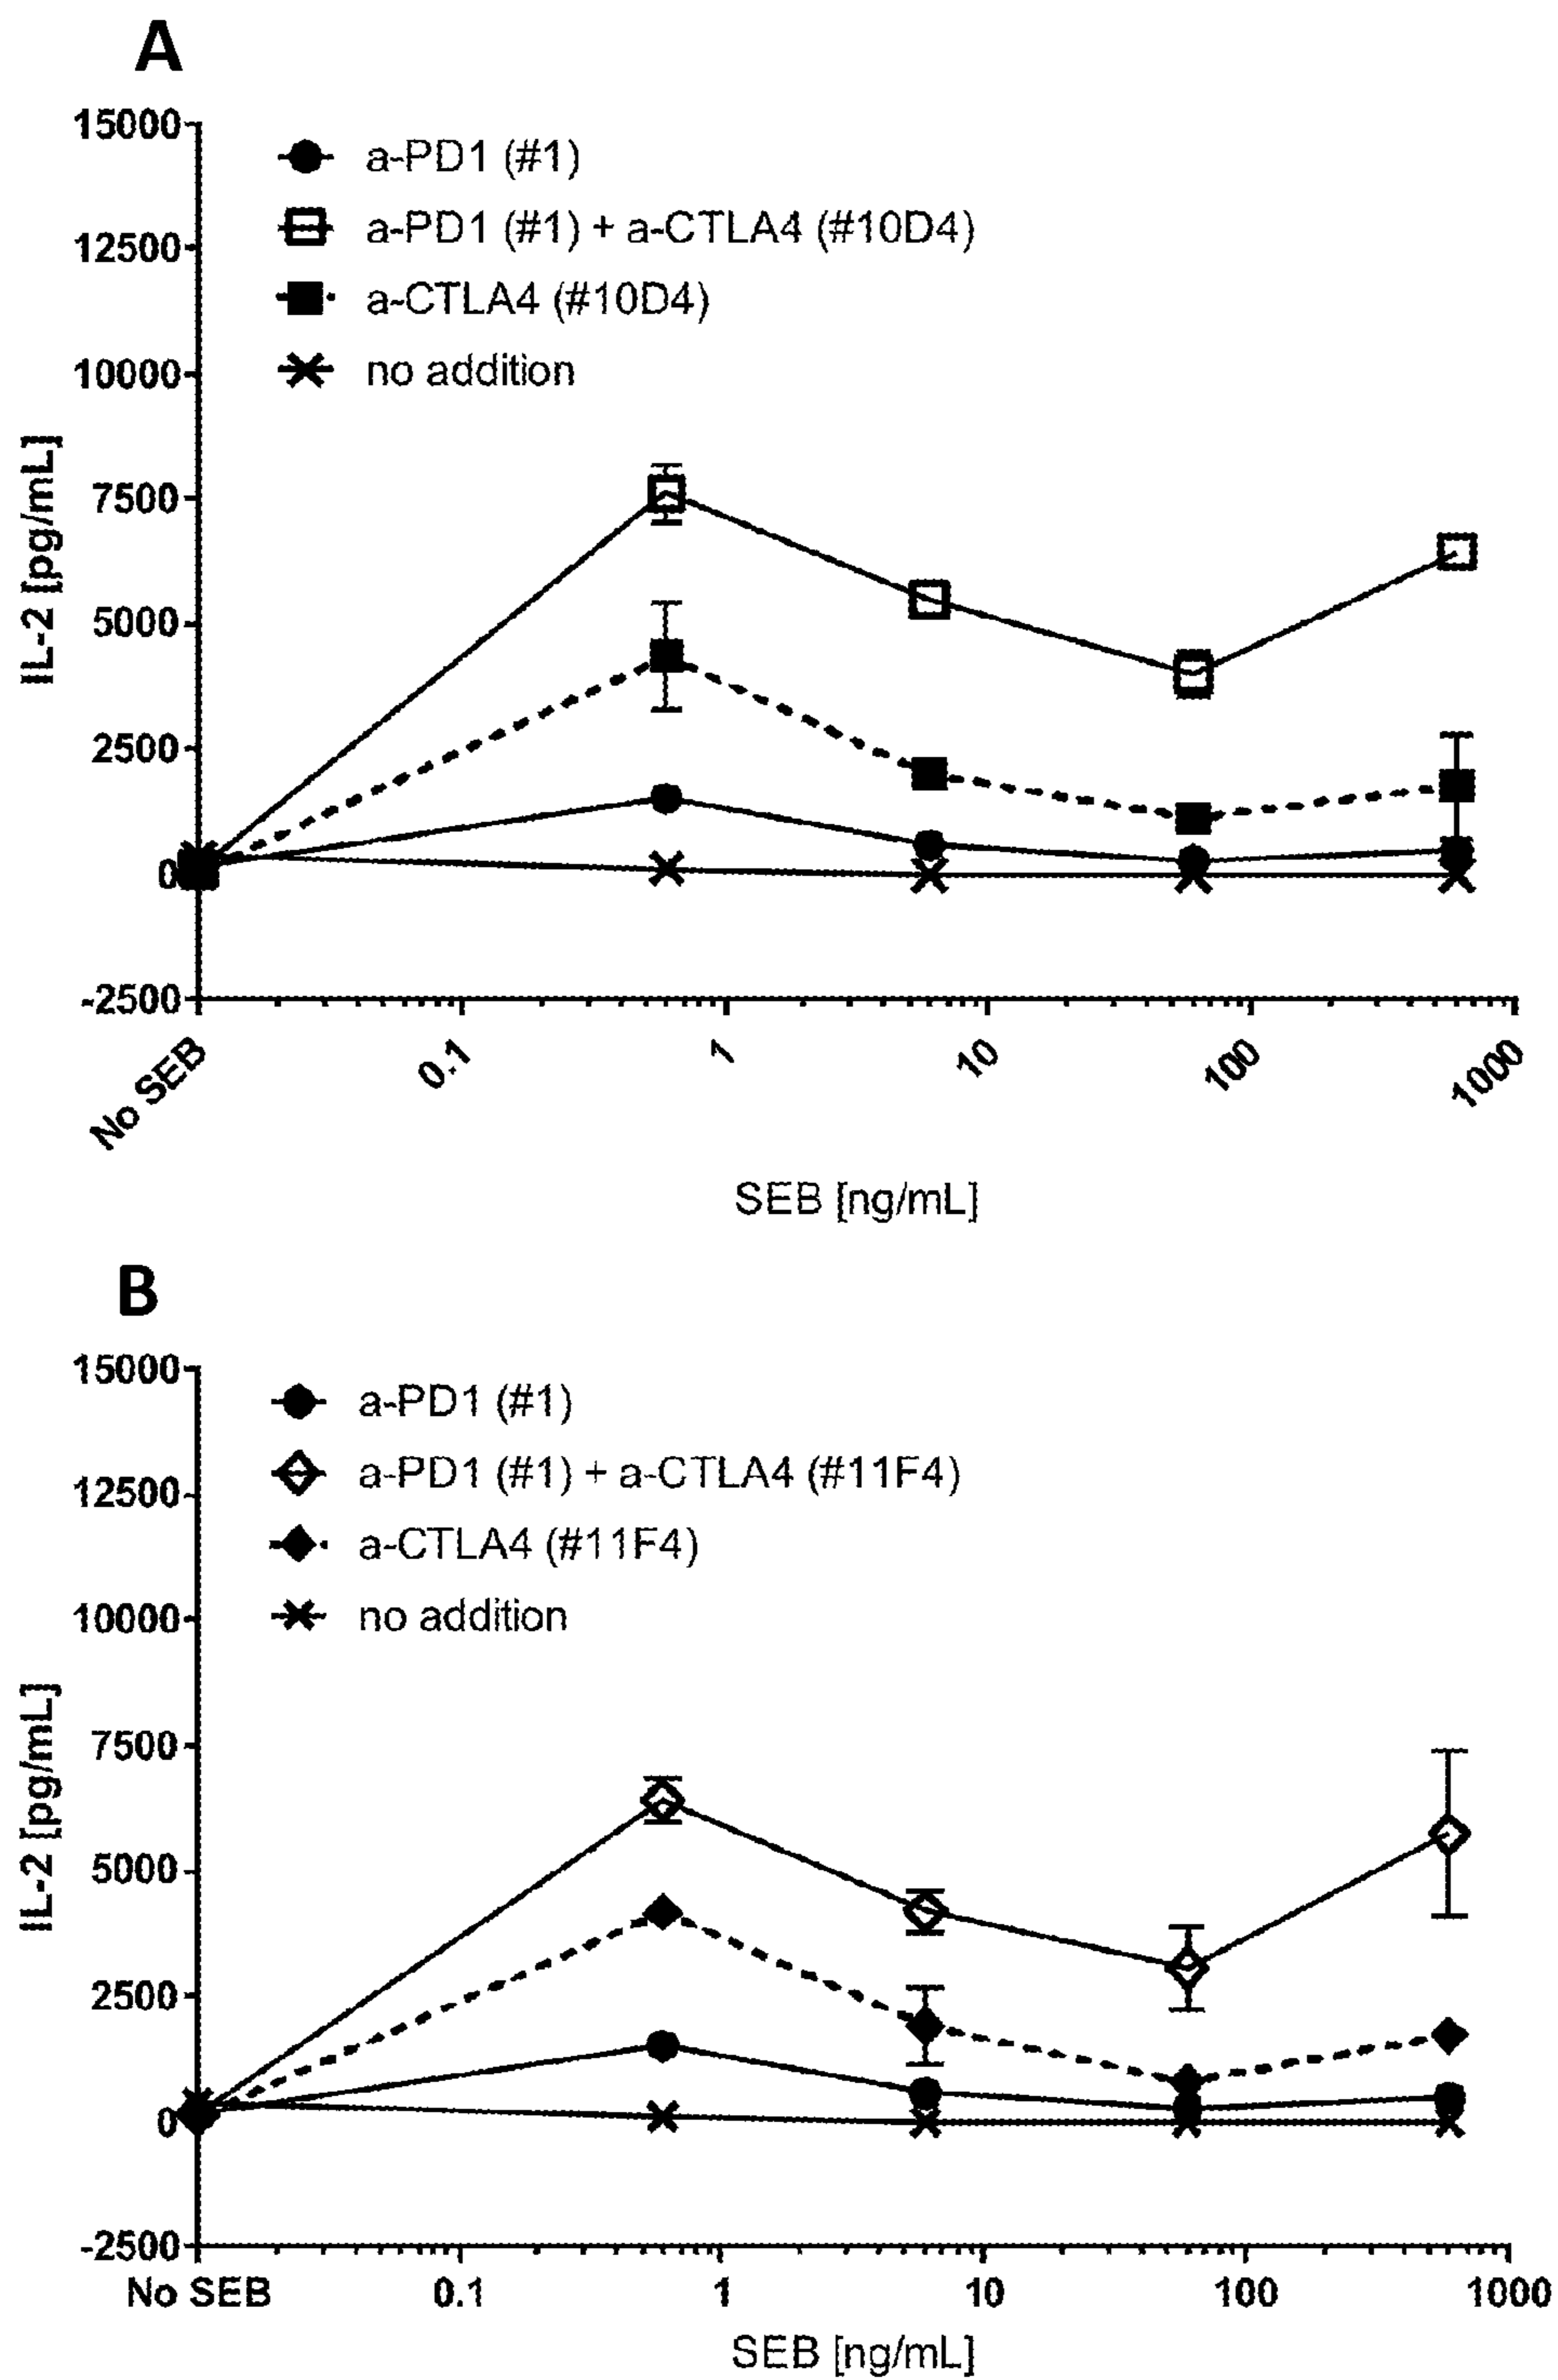 A
15000
12500
10000
7500
5000
2500
0
-2500
IL-2 [pg/mL]
a-PD1 (#1)
a-PD1 (#1) + a-CTLA4 (#10D4)
a-CTLA4 (#10D4)
no addition
No SEB
0.1
1
10
100
1000
SEB [ng/mL]
B
15000
12500
10000
7500
5000
2500
0
-2500
IL-2 [pg/mL]
a-PD1 (#1)
a-PD1 (#1) + a-CTLA4 (#11F4)
a-CTLA4 (#11F4)
no addition
No SEB
0.1
1
10
100
1000
SEB [ng/mL]